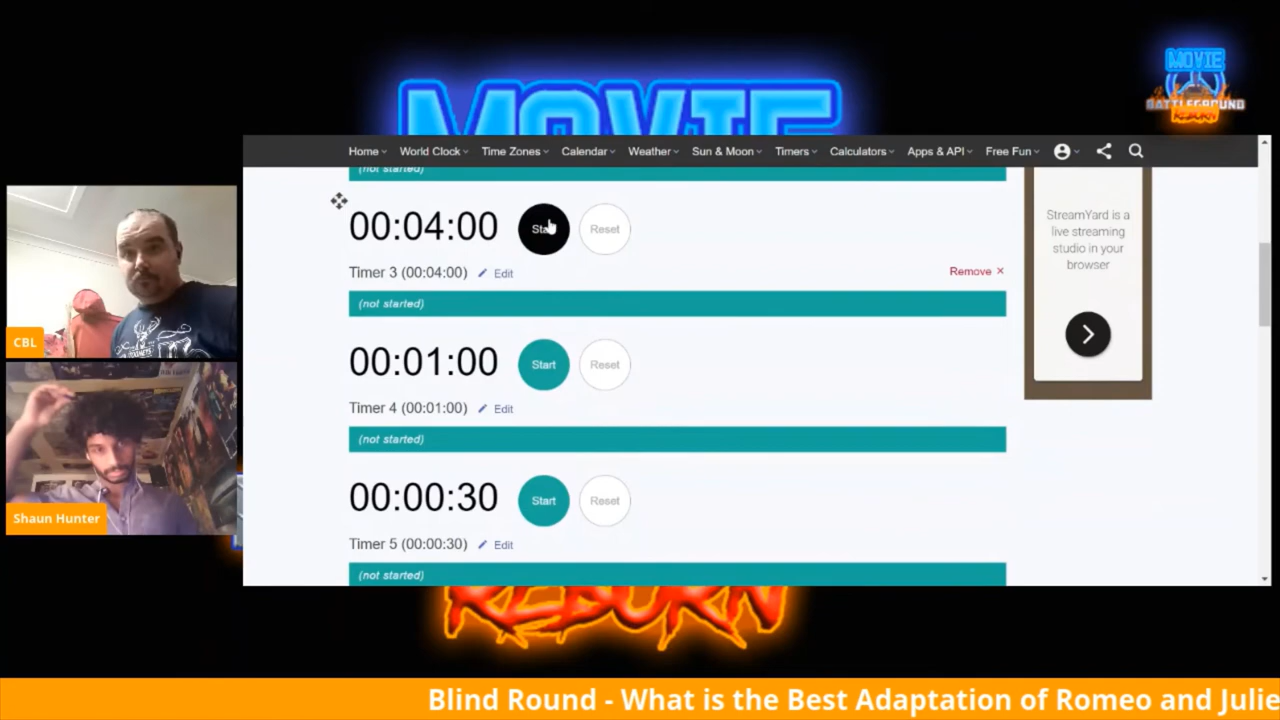 MOVIE
MOVIE
BATTLEGROUND
REBORN
Home World Clock Time Zones Calendar Weather Sun & Moon Timers Calculators Apps & API Free Fun
(not started)
00:04:00 Start Reset
Timer 3 (00:04:00) Edit Remove ×
(not started)
00:01:00 Start Reset
Timer 4 (00:01:00) Edit
(not started)
00:00:30 Start Reset
Timer 5 (00:00:30) Edit
(not started)
StreamYard is a
live streaming
studio in your
browser
CBL
Shaun Hunter
REBORN
Blind Round - What is the Best Adaptation of Romeo and Julie